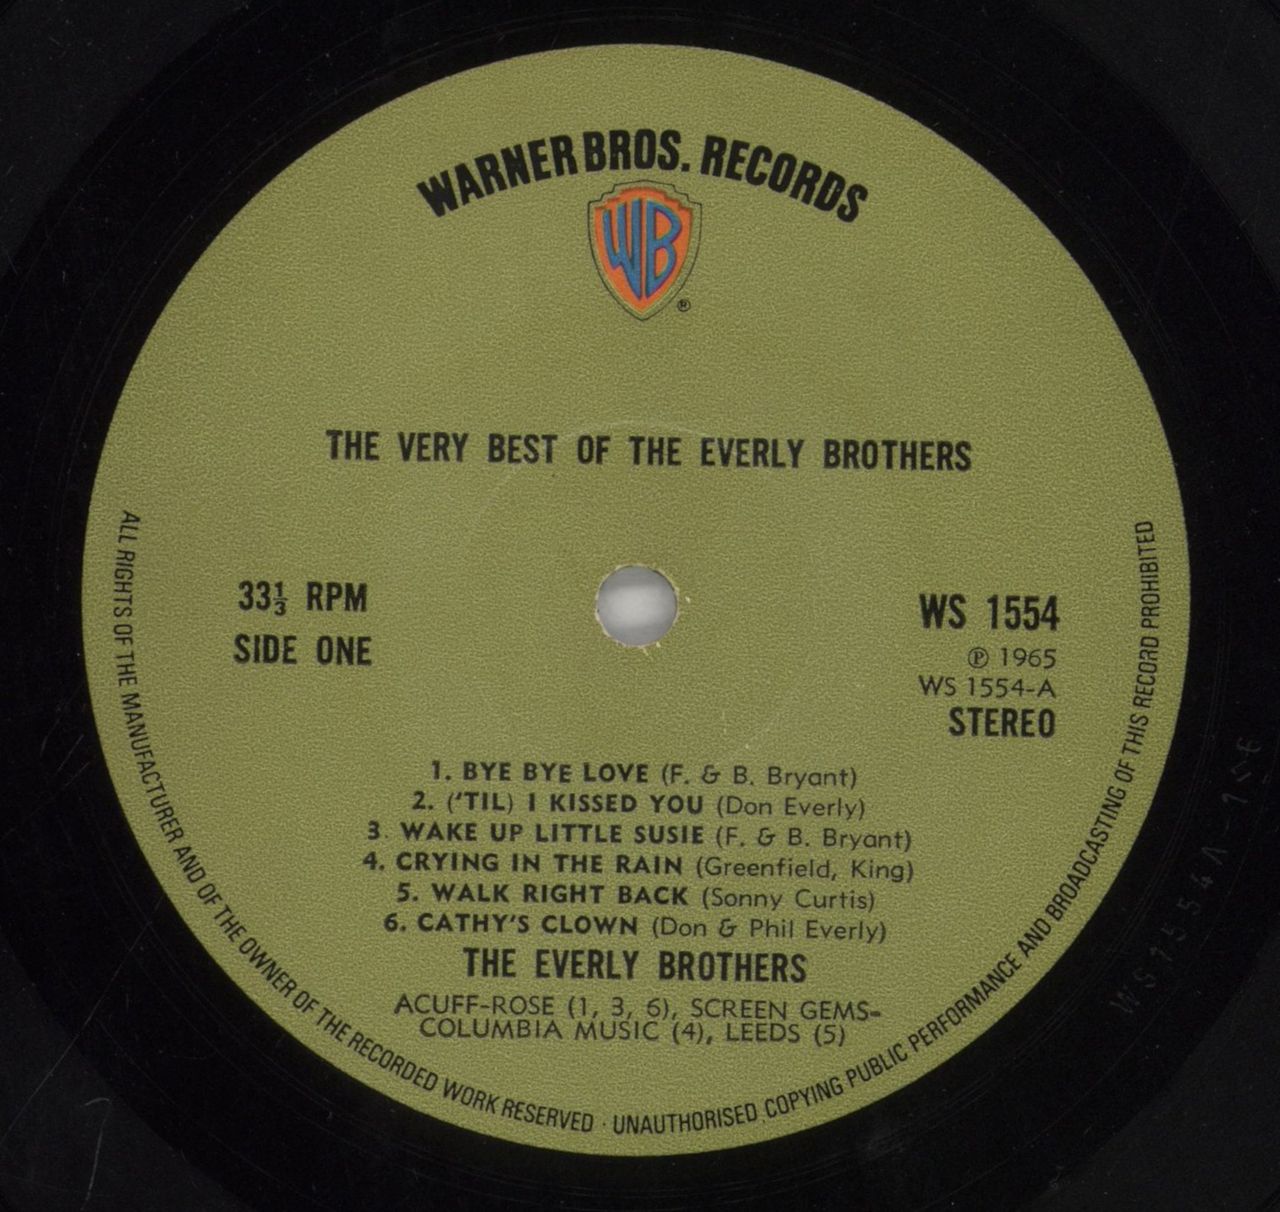 WARNER BROS. RECORDS
WB
®
THE VERY BEST OF THE EVERLY BROTHERS
33⅓ RPM
SIDE ONE
WS 1554
℗ 1965
WS 1554-A
STEREO
1. BYE BYE LOVE (F. & B. Bryant)
2. ('TIL) I KISSED YOU (Don Everly)
3. WAKE UP LITTLE SUSIE (F. & B. Bryant)
4. CRYING IN THE RAIN (Greenfield, King)
5. WALK RIGHT BACK (Sonny Curtis)
6. CATHY'S CLOWN (Don & Phil Everly)
THE EVERLY BROTHERS
ACUFF-ROSE (1, 3, 6), SCREEN GEMS-
COLUMBIA MUSIC (4), LEEDS (5)
ALL RIGHTS OF THE MANUFACTURER AND OF THE OWNER OF THE RECORDED WORK RESERVED · UNAUTHORISED COPYING PUBLIC PERFORMANCE AND BROADCASTING OF THIS RECORD PROHIBITED